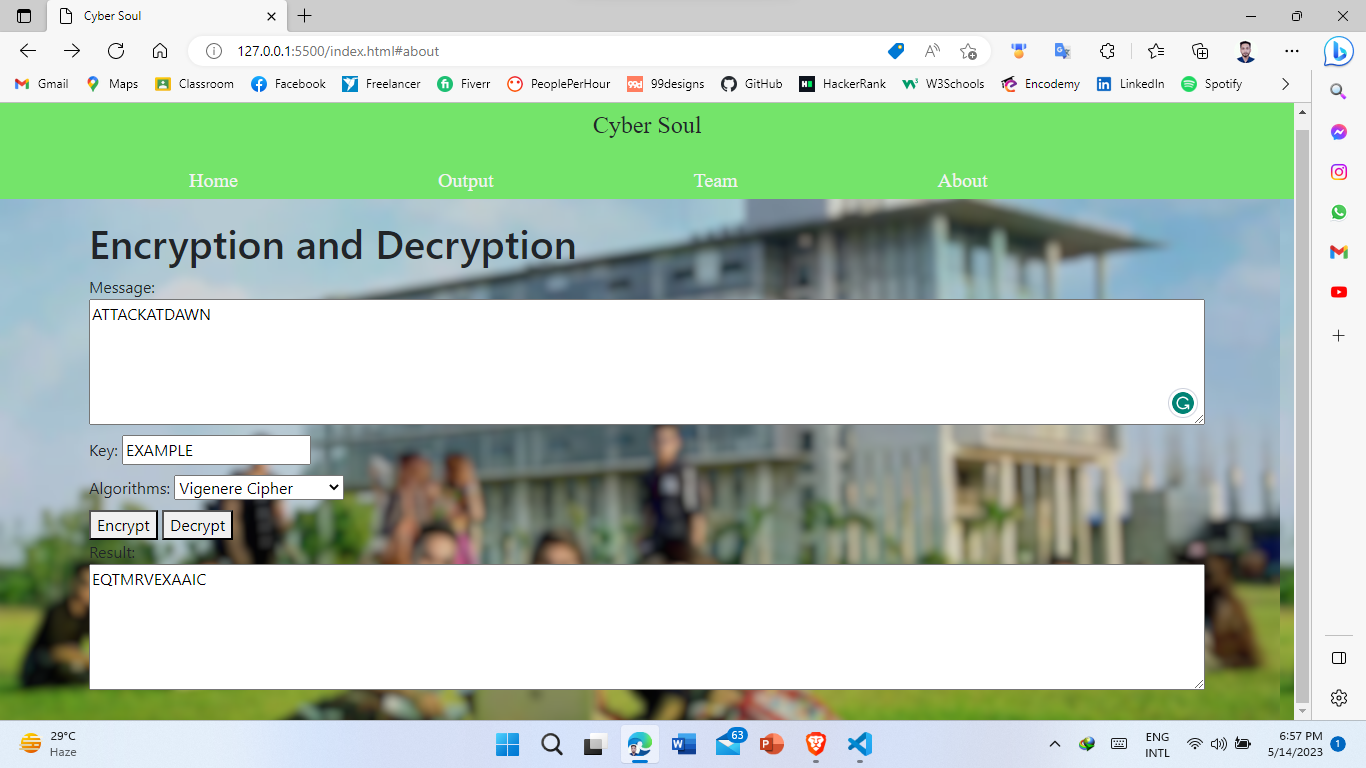 Cyber Soul
127.0.0.1:5500/index.html#about
Gmail Maps Classroom Facebook Freelancer Fiverr PeoplePerHour 99designs GitHub HackerRank W3Schools Encodemy LinkedIn Spotify
Cyber Soul
Home Output Team About
Encryption and Decryption
Message:
ATTACKATDAWN
Key: EXAMPLE
Algorithms: Vigenere Cipher
Encrypt Decrypt
Result:
EQTMRVEXAAIC
29°C
Haze
63
ENG
INTL
6:57 PM
5/14/2023
1